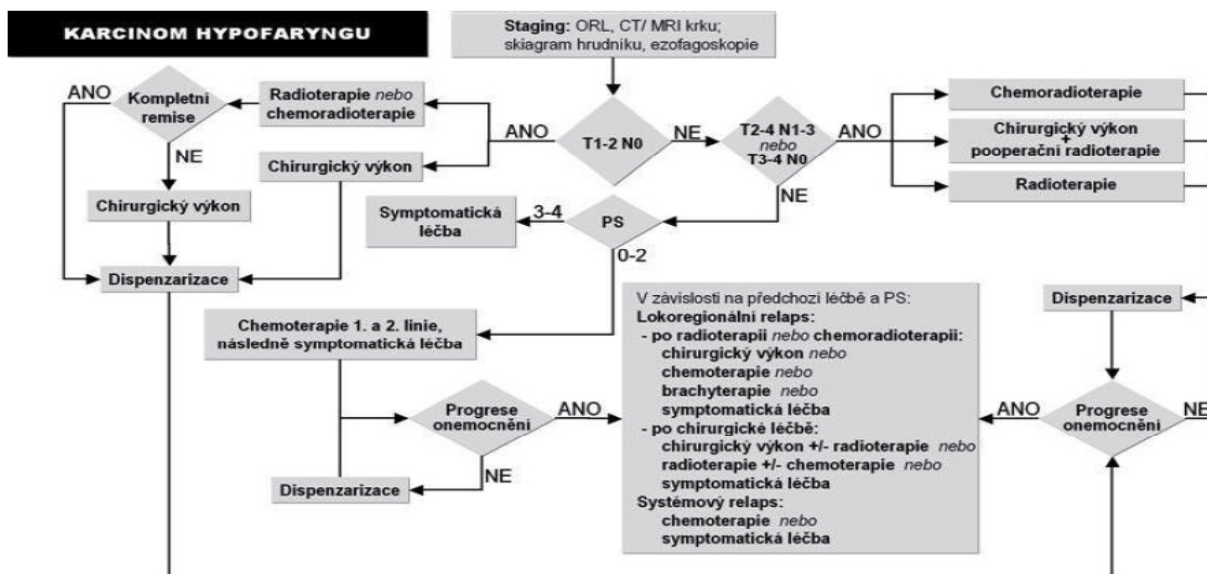 KARCINOM HYPOFARYNGU
Staging: ORL, CT/ MRI krku;
skiagram hrudníku, ezofagoskopie
ANO
Kompletní
remise
NE
Radioterapie nebo
chemoradioterapie
Chirurgický výkon
ANO
T1-2 N0
NE
T2-4 N1-3
nebo
T3-4 N0
ANO
NE
Chemoradioterapie
Chirurgický výkon
+
pooperační radioterapie
Radioterapie
Chirurgický výkon
Dispenzarizace
Symptomatická
léčba
3-4
PS
0-2
Chemoterapie 1. a 2. linie,
následně symptomatická léčba
Progrese
onemocnění
ANO
NE
Dispenzarizace
V závislosti na předchozí léčbě a PS:
Lokoregionální relaps:
- po radioterapii nebo chemoradioterapii:
chirurgický výkon nebo
chemoterapie nebo
brachyterapie nebo
symptomatická léčba
- po chirurgické léčbě:
chirurgický výkon +/- radioterapie nebo
radioterapie +/- chemoterapie nebo
symptomatická léčba
Systémový relaps:
chemoterapie nebo
symptomatická léčba
Dispenzarizace
ANO
Progrese
onemocnění
NE